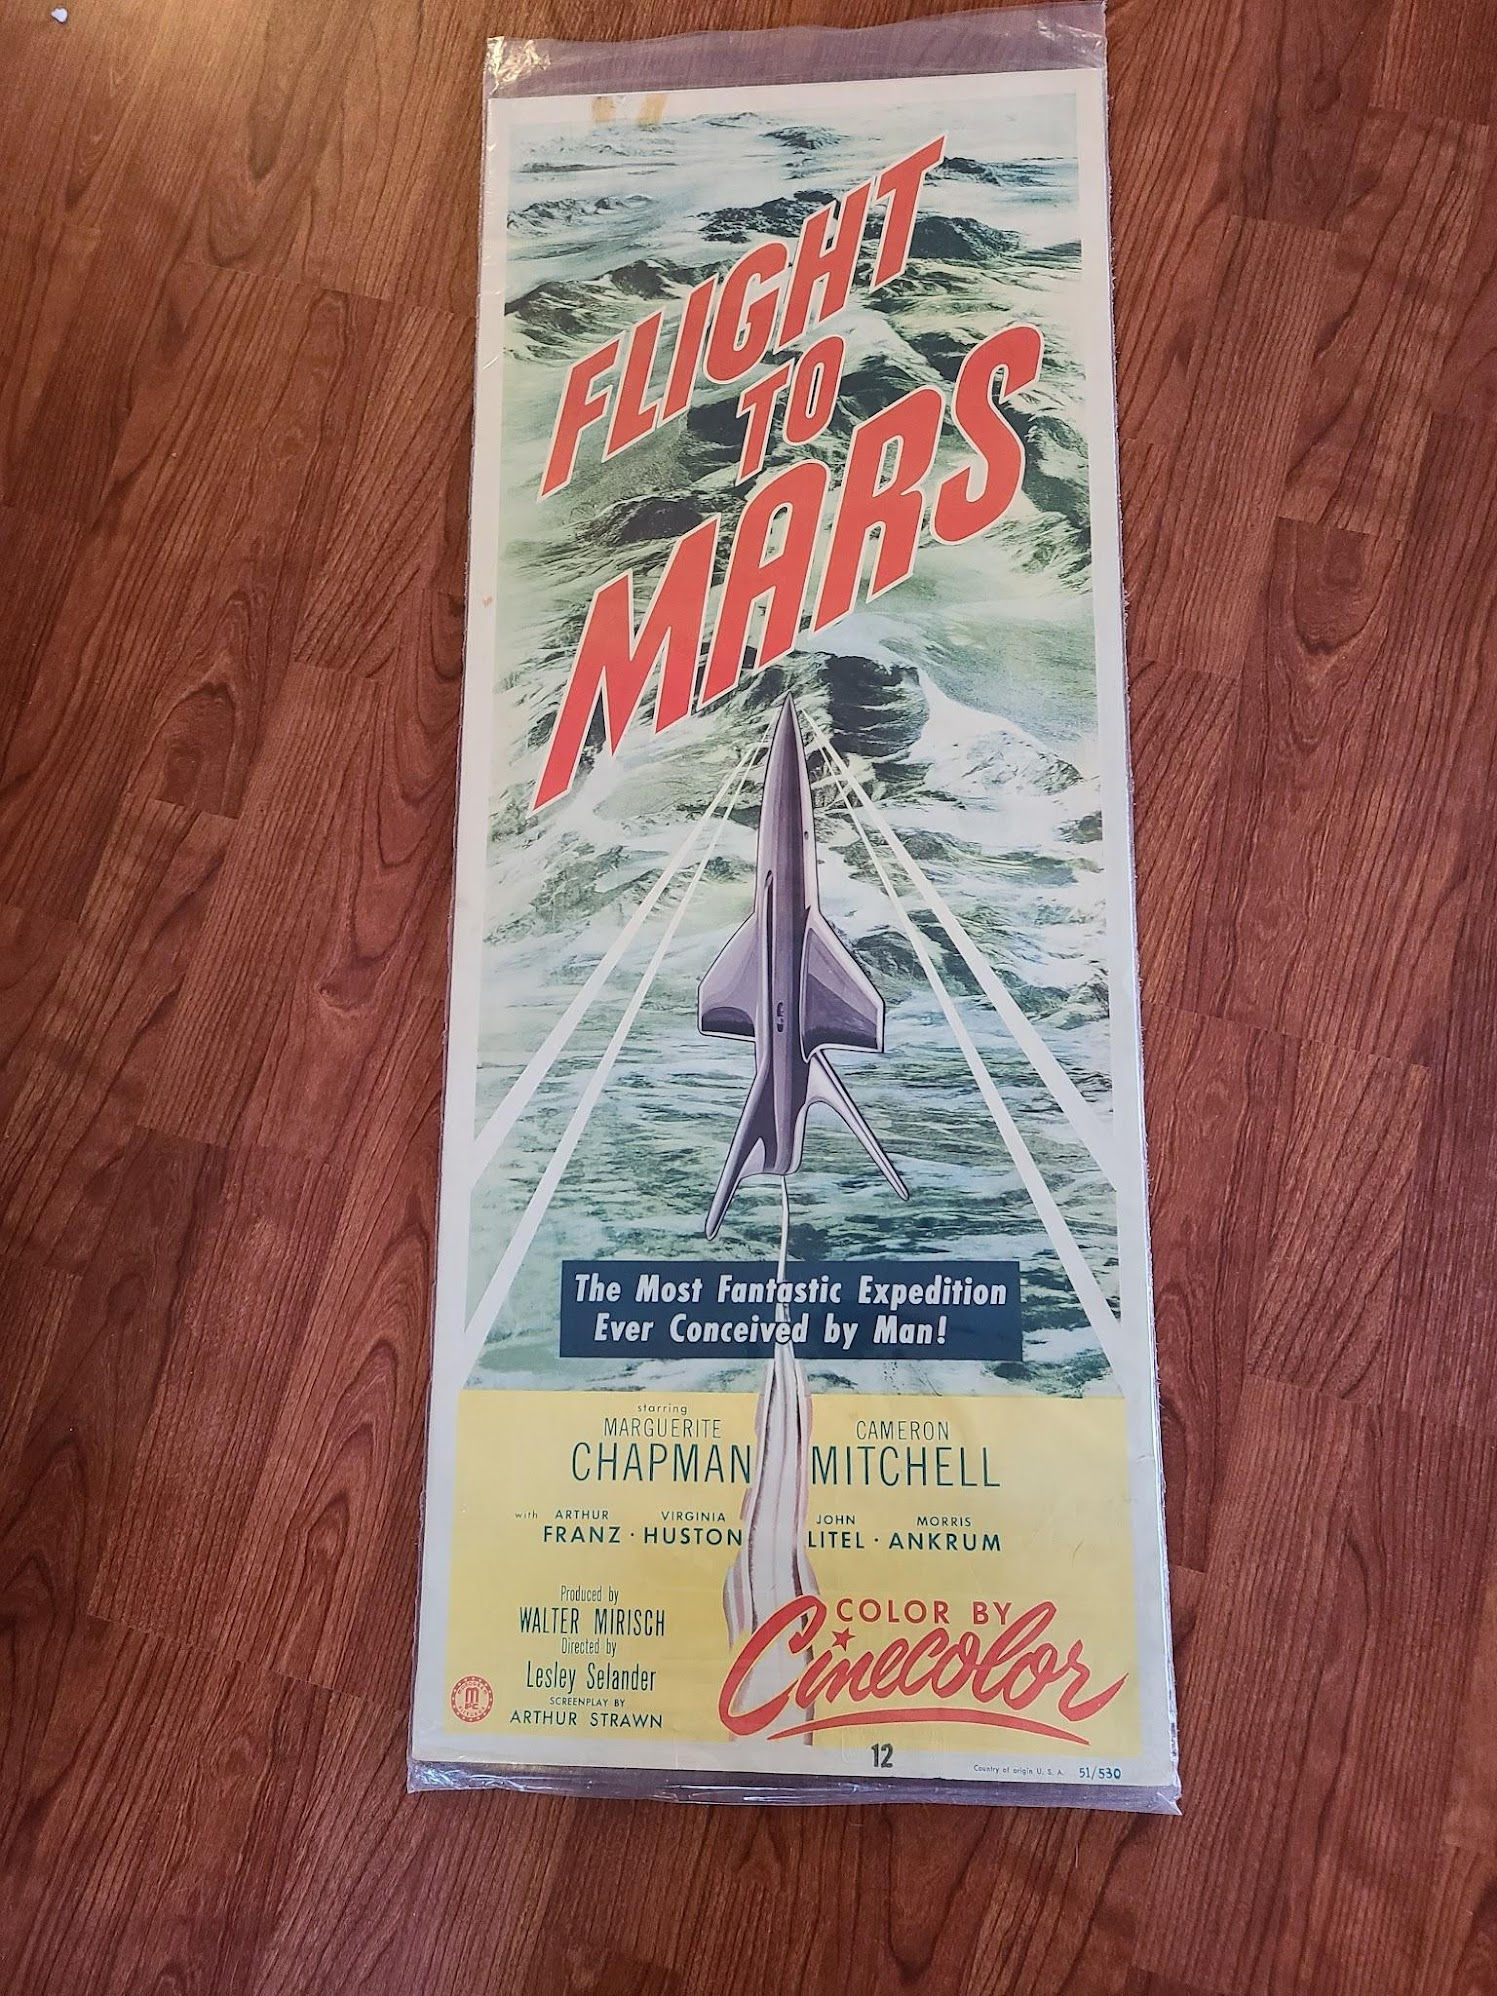 FLIGHT
TO
MARS
The Most Fantastic Expedition
Ever Conceived by Man!
starring
MARGUERITE CAMERON
CHAPMAN MITCHELL
with ARTHUR VIRGINIA JOHN MORRIS
FRANZ · HUSTON LITEL · ANKRUM
Produced by
WALTER MIRISCH
Directed by
Lesley Selander
SCREENPLAY BY
ARTHUR STRAWN
COLOR BY
Cinecolor
M
PC
12
Country of origin U. S. A. 51/530